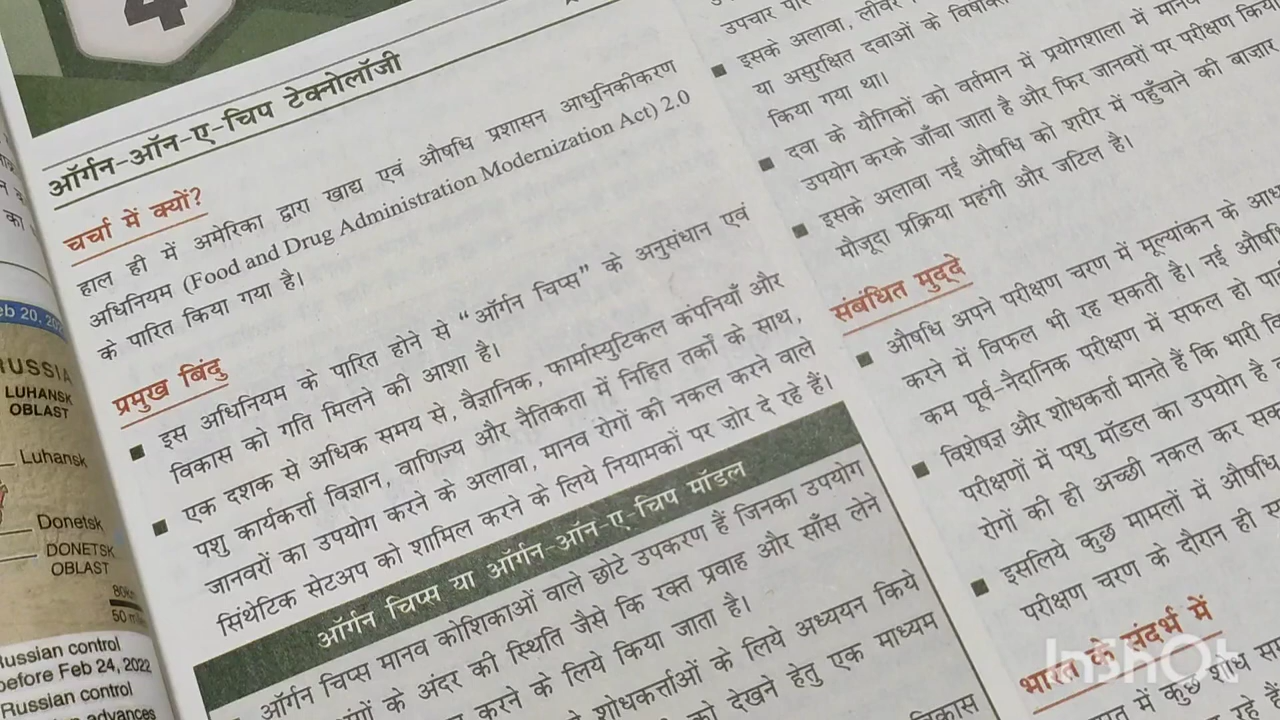 4
ऑर्गन-ऑन-ए-चिप टेक्नोलॉजी
चर्चा में क्यों?
हाल ही में अमेरिका द्वारा खाद्य एवं औषधि प्रशासन आधुनिकीकरण
अधिनियम (Food and Drug Administration Modernization Act) 2.0
के पारित किया गया है।
प्रमुख बिंदु
■ इस अधिनियम के पारित होने से “ऑर्गन चिप्स” के अनुसंधान एवं
विकास को गति मिलने की आशा है।
■ एक दशक से अधिक समय से, वैज्ञानिक, फार्मास्युटिकल कंपनियाँ और
पशु कार्यकर्त्ता विज्ञान, वाणिज्य और नैतिकता में निहित तर्कों के साथ,
जानवरों का उपयोग करने के अलावा, मानव रोगों की नकल करने वाले
सिंथेटिक सेटअप को शामिल करने के लिये नियामकों पर जोर दे रहे हैं।
ऑर्गन चिप्स या ऑर्गन-ऑन-ए-चिप मॉडल
ऑर्गन चिप्स मानव कोशिकाओं वाले छोटे उपकरण हैं जिनका उपयोग
के अंदर की स्थिति जैसे कि रक्त प्रवाह और साँस लेने
करने के लिये किया जाता है।
शोधकर्त्ताओं के लिये अध्ययन किये
को देखने हेतु एक माध्यम
विकास
उपचार
■ इसके अलावा, लीवर
या असुरक्षित दवाओं के
किया गया था।
■ दवा के यौगिकों को वर्तमान में प्रयोगशाला में
उपयोग करके जाँचा जाता है और फिर जानवरों पर परीक्षण किया
■ इसके अलावा नई औषधि को शरीर में पहुँचाने की बाजार
मौजूदा प्रक्रिया महंगी और जटिल है।
संबंधित मुद्दे
■ औषधि अपने परीक्षण चरण में मूल्यांकन के
करने में विफल भी रह सकती है। नई
कम पूर्व-नैदानिक परीक्षण में सफल हो
■ विशेषज्ञ और शोधकर्त्ता मानते हैं कि भारी
परीक्षणों में पशु मॉडल का उपयोग है
रोगों की ही अच्छी नकल कर
■ इसलिये कुछ मामलों में औषधि
परीक्षण चरण के दौरान ही
भारत के संदर्भ में
में कुछ शोध
रहे
RUSSIA
LUHANSK
OBLAST
Luhansk
Donetsk
DONETSK
OBLAST
Russian control
before Feb 24, 2022
Russian control
advances
InShOt